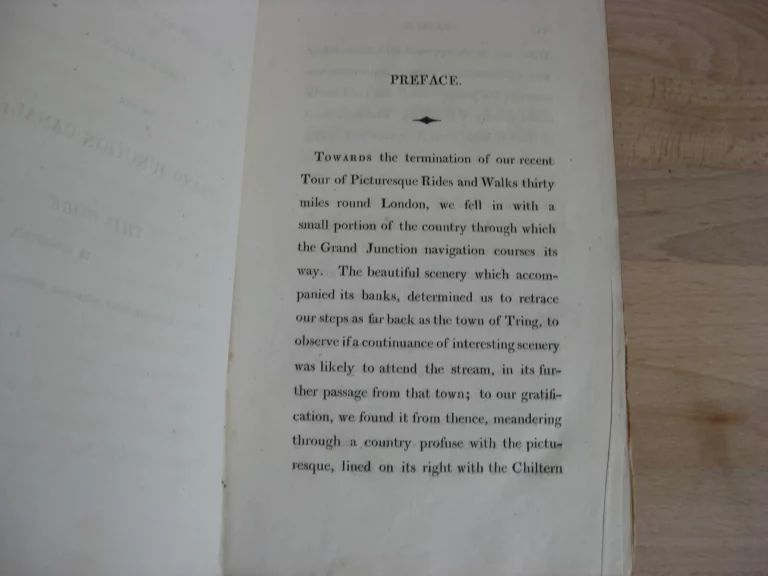 PREFACE.
Towards the termination of our recent
Tour of Picturesque Rides and Walks thirty
miles round London, we fell in with a
small portion of the country through which
the Grand Junction navigation courses its
way. The beautiful scenery which accom-
panied its banks, determined us to retrace
our steps as far back as the town of Tring, to
observe if a continuance of interesting scenery
was likely to attend the stream, in its fur-
ther passage from that town; to our gratifi-
cation, we found it from thence, meandering
through a country profuse with the pictu-
resque, lined on its right with the Chiltern